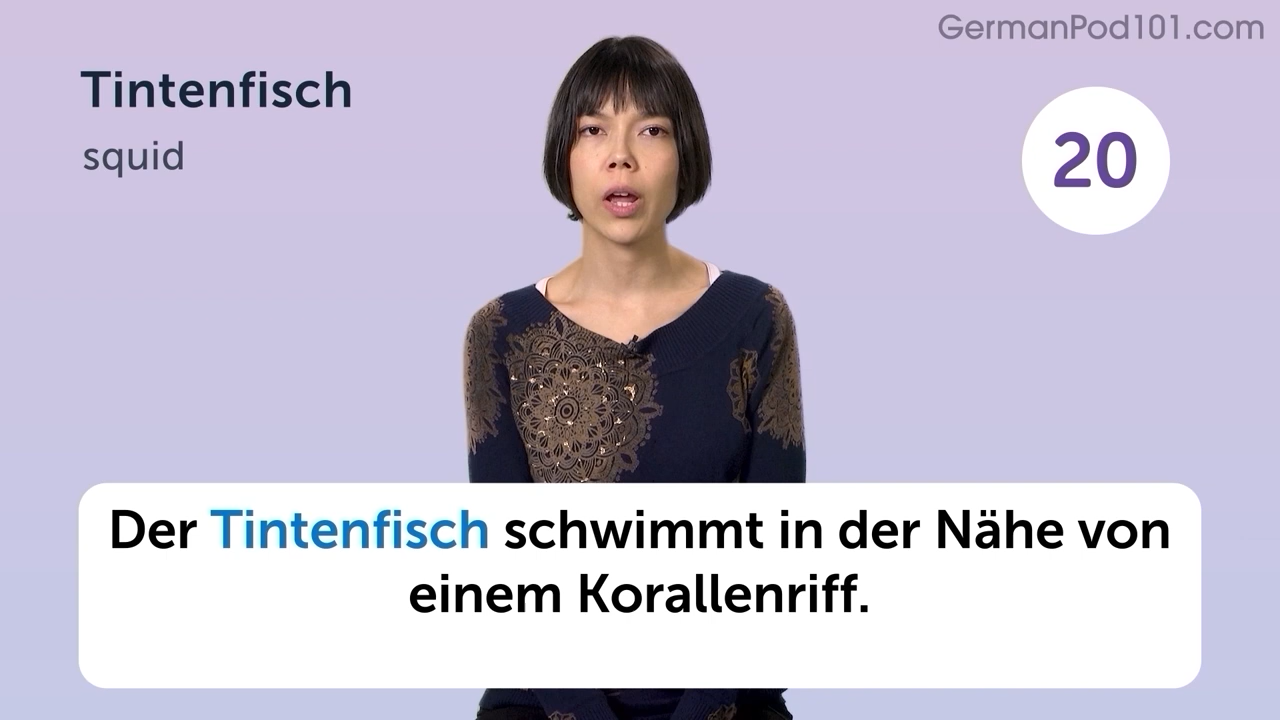 GermanPod101.com
Tintenfisch
squid
20
Der Tintenfisch schwimmt in der Nähe von
einem Korallenriff.